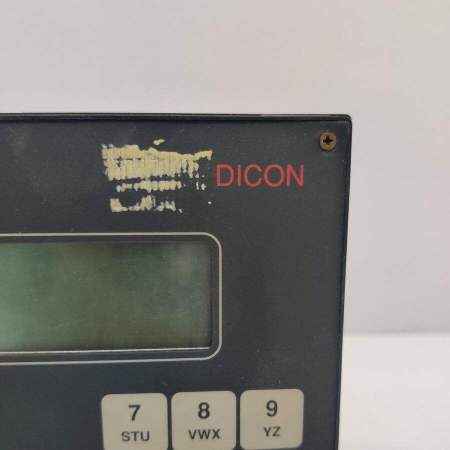 DICON
7 8 9
STU VWX YZ